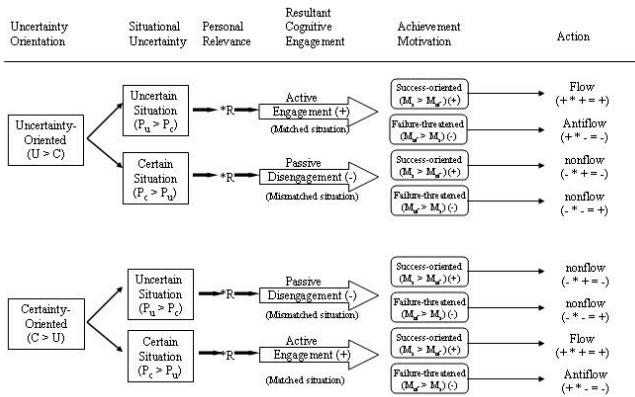 Uncertainty
Orientation
Situational
Uncertainty
Personal
Relevance
Resultant
Cognitive
Engagement
Achievement
Motivation
Action
Uncertainty-
Oriented
(U > C)
Uncertain
Situation
(Pu > Pc)
*R
Active
Engagement (+)
(Matched situation)
Success-oriented
(Ms > Maf) (+)
Flow
(+ * + = +)
Failure-threatened
(Maf > Ms) (-)
Antiflow
(+ * - = -)
Certain
Situation
(Pc > Pu)
*R
Passive
Disengagement (-)
(Mismatched situation)
Success-oriented
(Ms > Maf) (+)
nonflow
(- * + = -)
Failure-threatened
(Maf > Ms) (-)
nonflow
(- * - = +)
Certainty-
Oriented
(C > U)
Uncertain
Situation
(Pu > Pc)
*R
Passive
Disengagement (-)
(Mismatched situation)
Success-oriented
(Ms > Maf) (+)
nonflow
(- * + = -)
Failure-threatened
(Maf > Ms) (-)
nonflow
(- * - = +)
Certain
Situation
(Pc > Pu)
*R
Active
Engagement (+)
(Matched situation)
Success-oriented
(Ms > Maf) (+)
Flow
(+ * + = +)
Failure-threatened
(Maf > Ms) (-)
Antiflow
(+ * - = -)